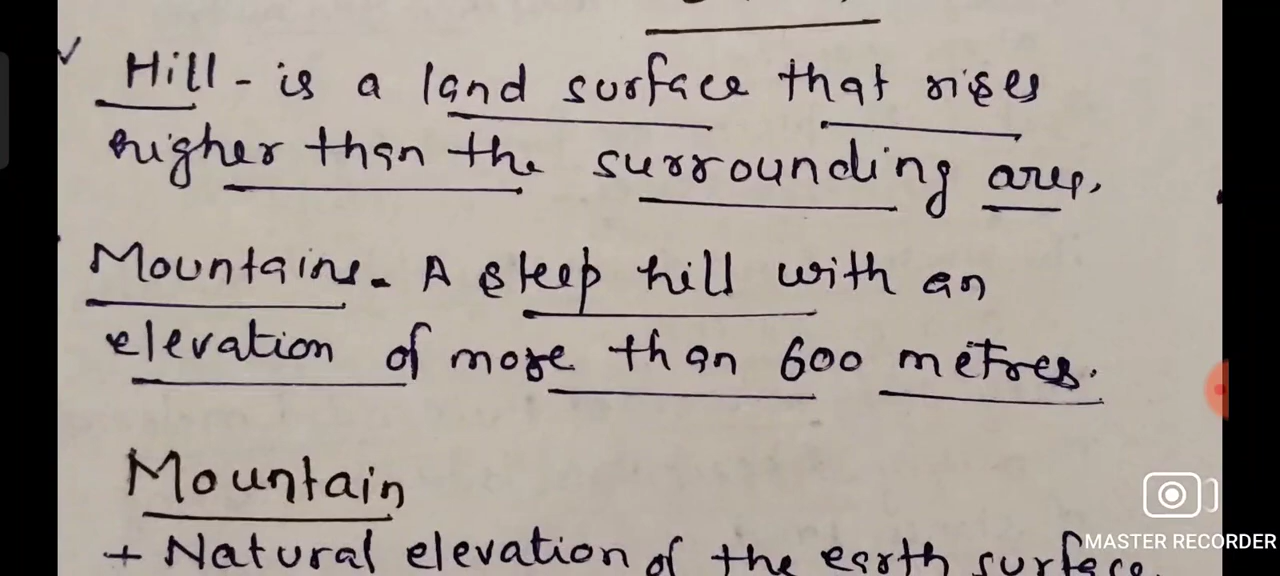 Hill - is a land surface that rises
higher than the surrounding area.
Mountains - A steep hill with an
elevation of more than 600 metres.
Mountain
+ Natural elevation of the earth surface.
MASTER RECORDER